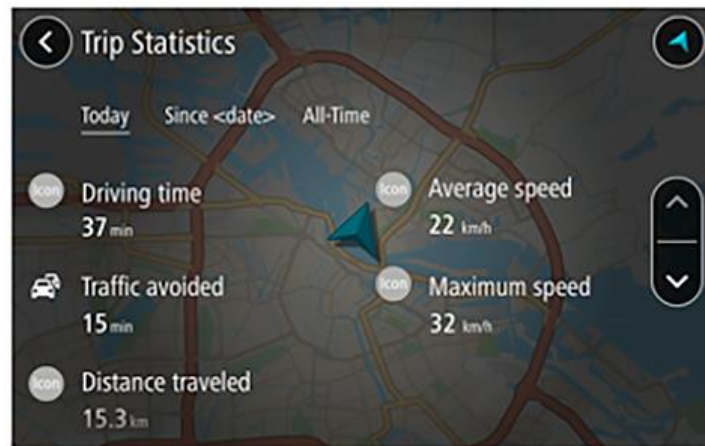 Trip Statistics
Today Since <date> All-Time
Icon Driving time
37 min
Icon Average speed
22 km/h
Traffic avoided
15 min
Icon Maximum speed
32 km/h
Icon Distance traveled
15.3 km